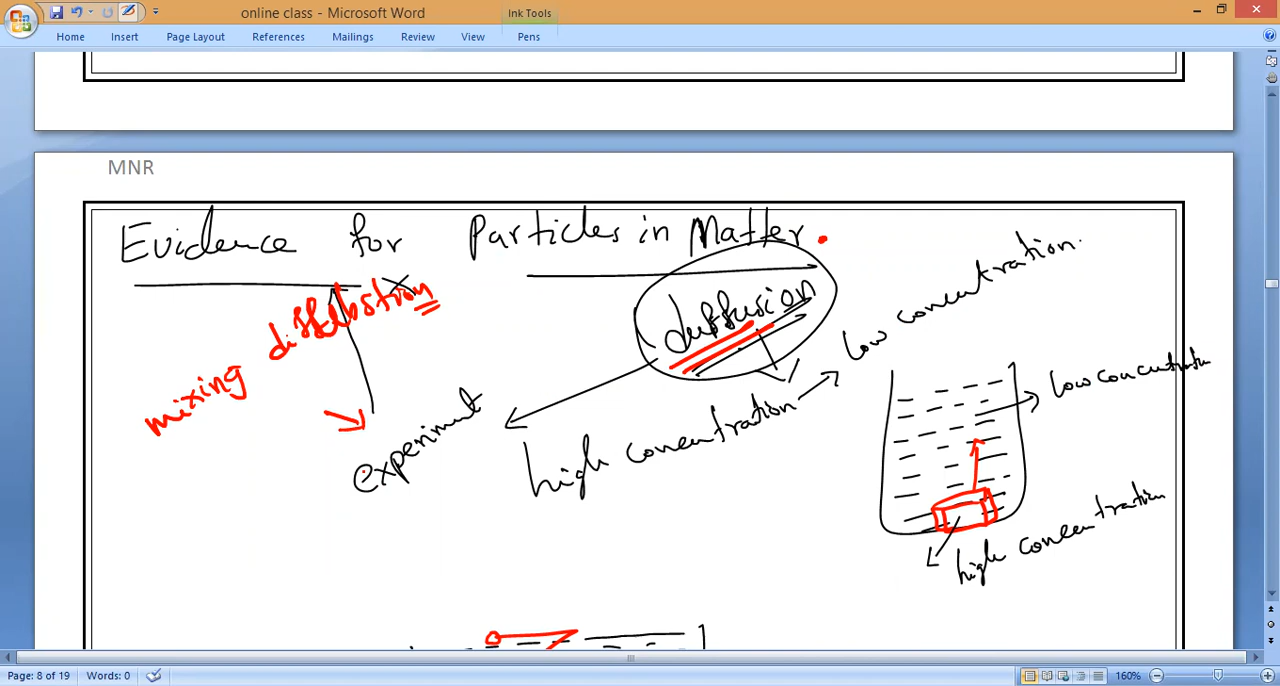 online class - Microsoft Word
Ink Tools
Home Insert Page Layout References Mailings Review View Pens
MNR
Evidence for Particles in Matter.
diffusion
low concentration.
mixing
experiment
high concentration
low concentration
high concentration
Page: 8 of 19 Words: 0
160%